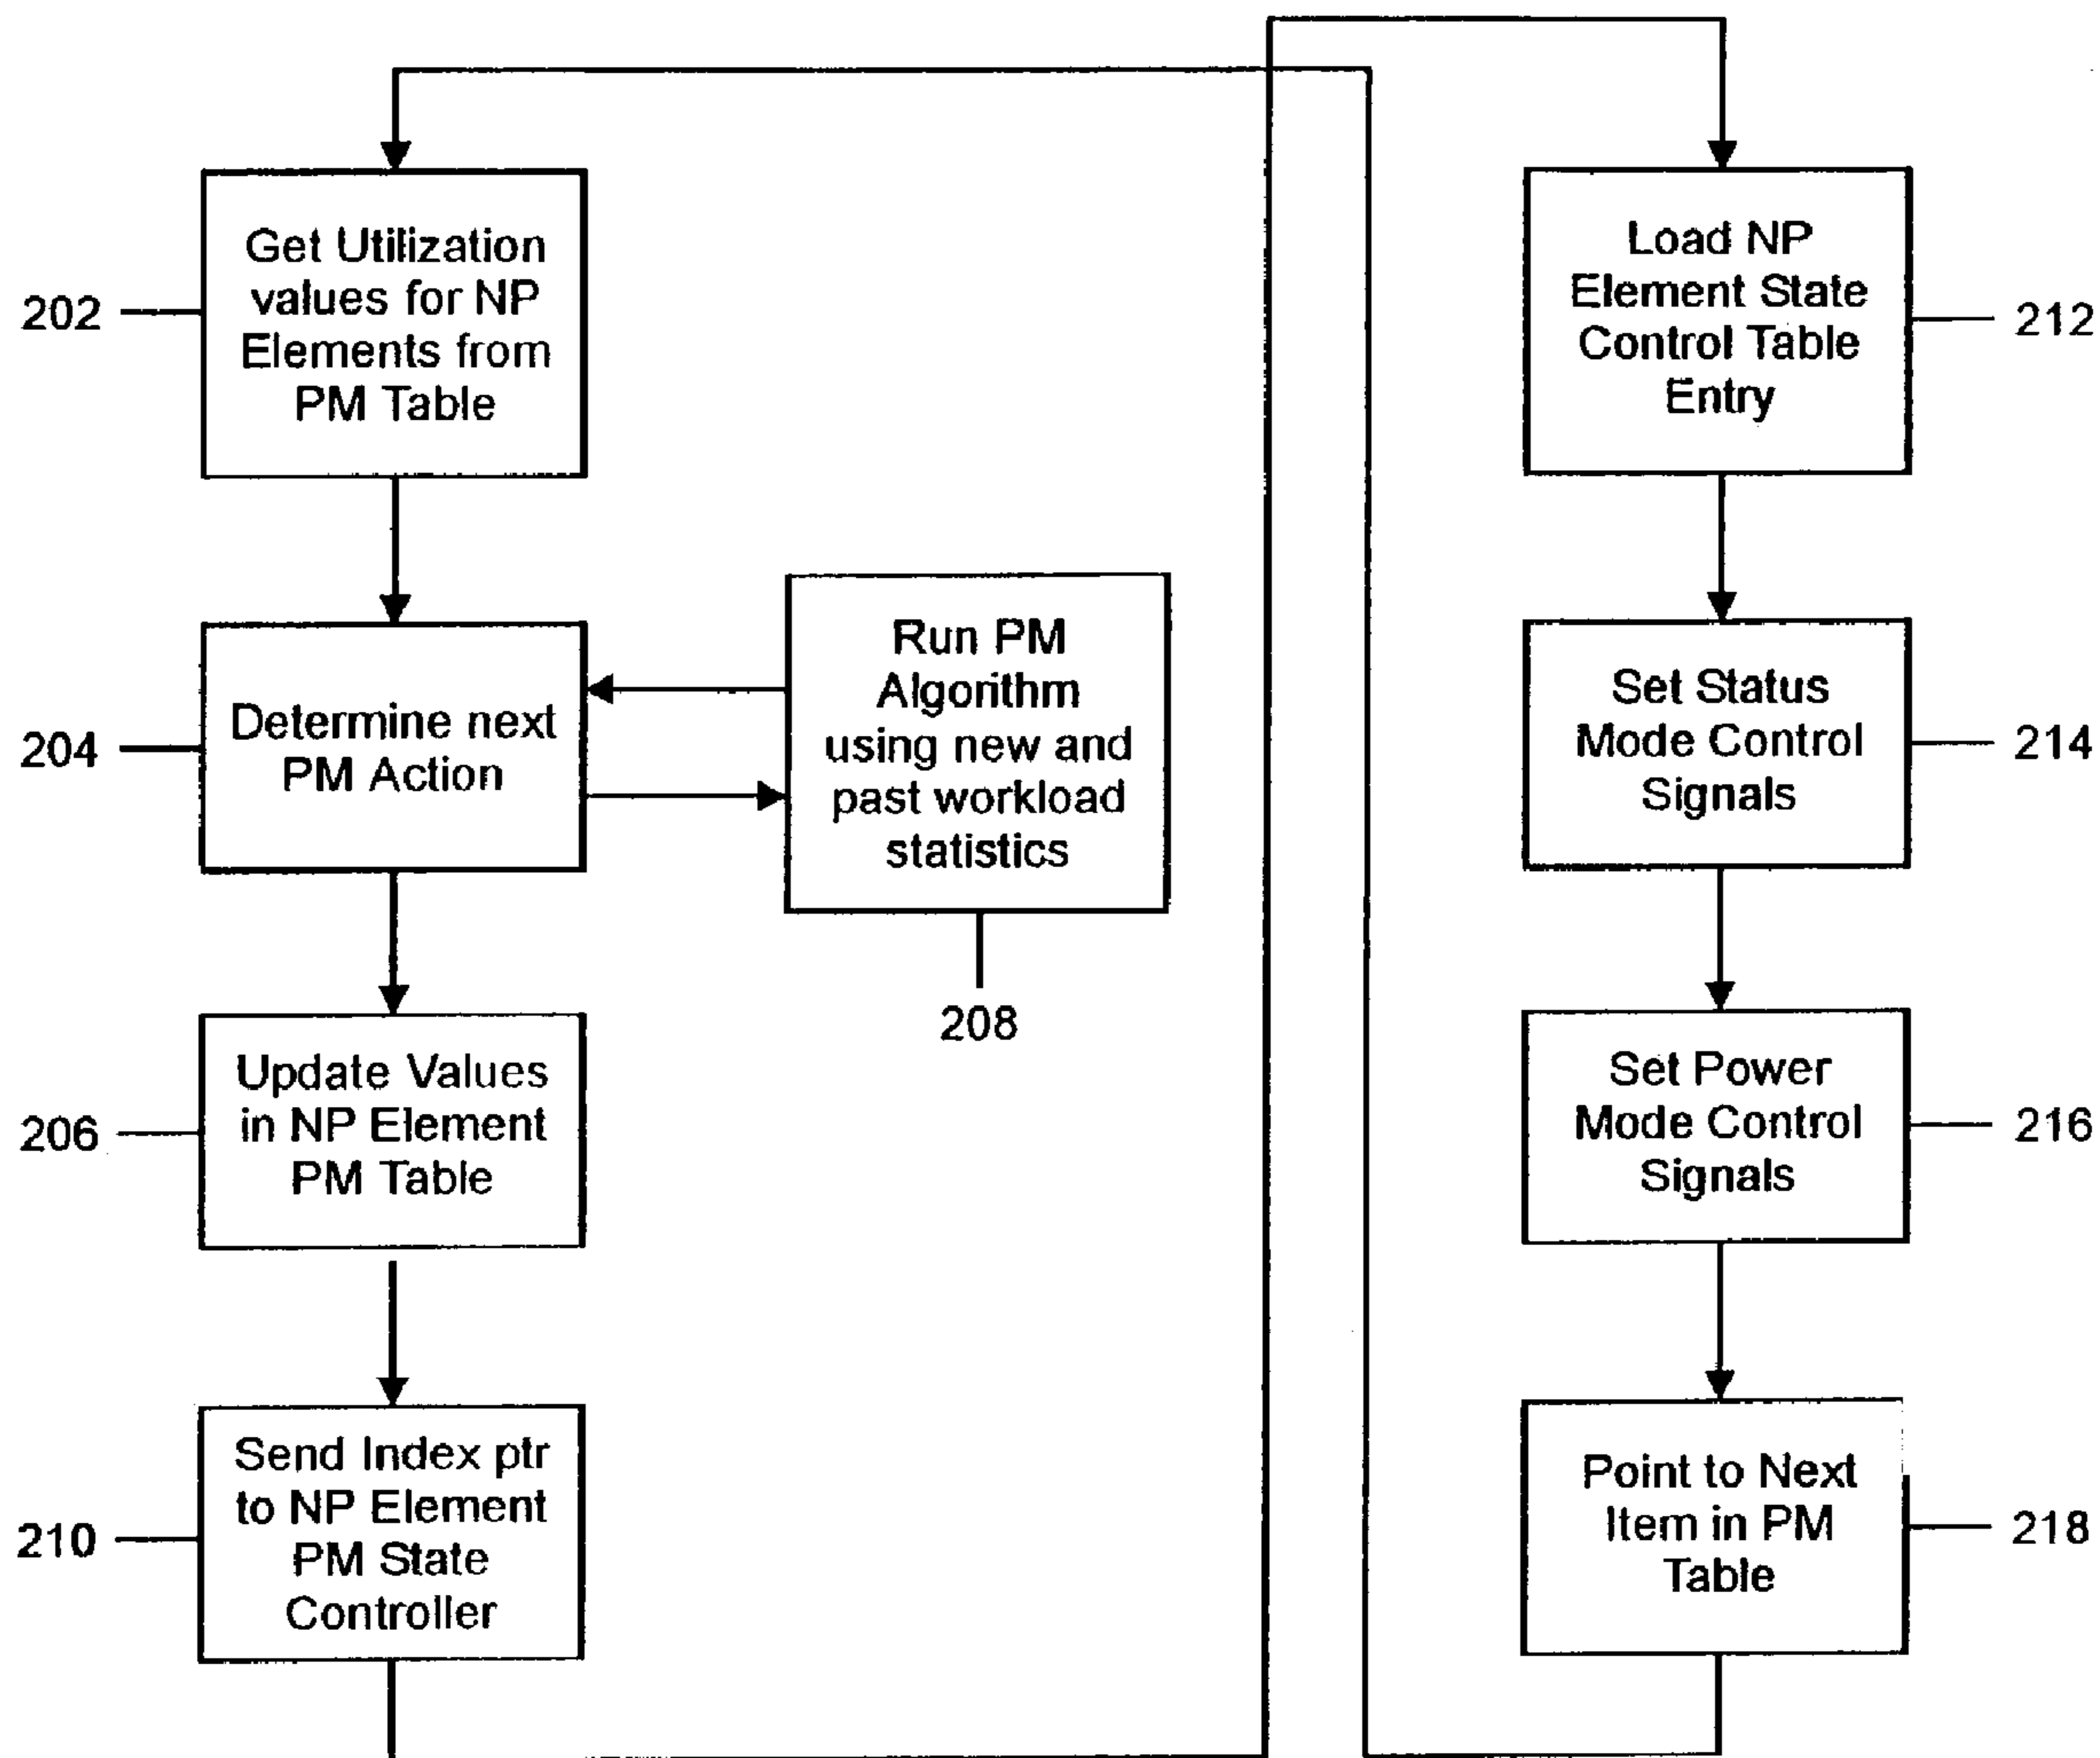 202
Get Utilization
values for NP
Elements from
PM Table
204
Determine next
PM Action
Run PM
Algorithm
using new and
past workload
statistics
208
206
Update Values
in NP Element
PM Table
210
Send Index ptr
to NP Element
PM State
Controller
Load NP
Element State
Control Table
Entry
212
Set Status
Mode Control
Signals
214
Set Power
Mode Control
Signals
216
Point to Next
Item in PM
Table
218